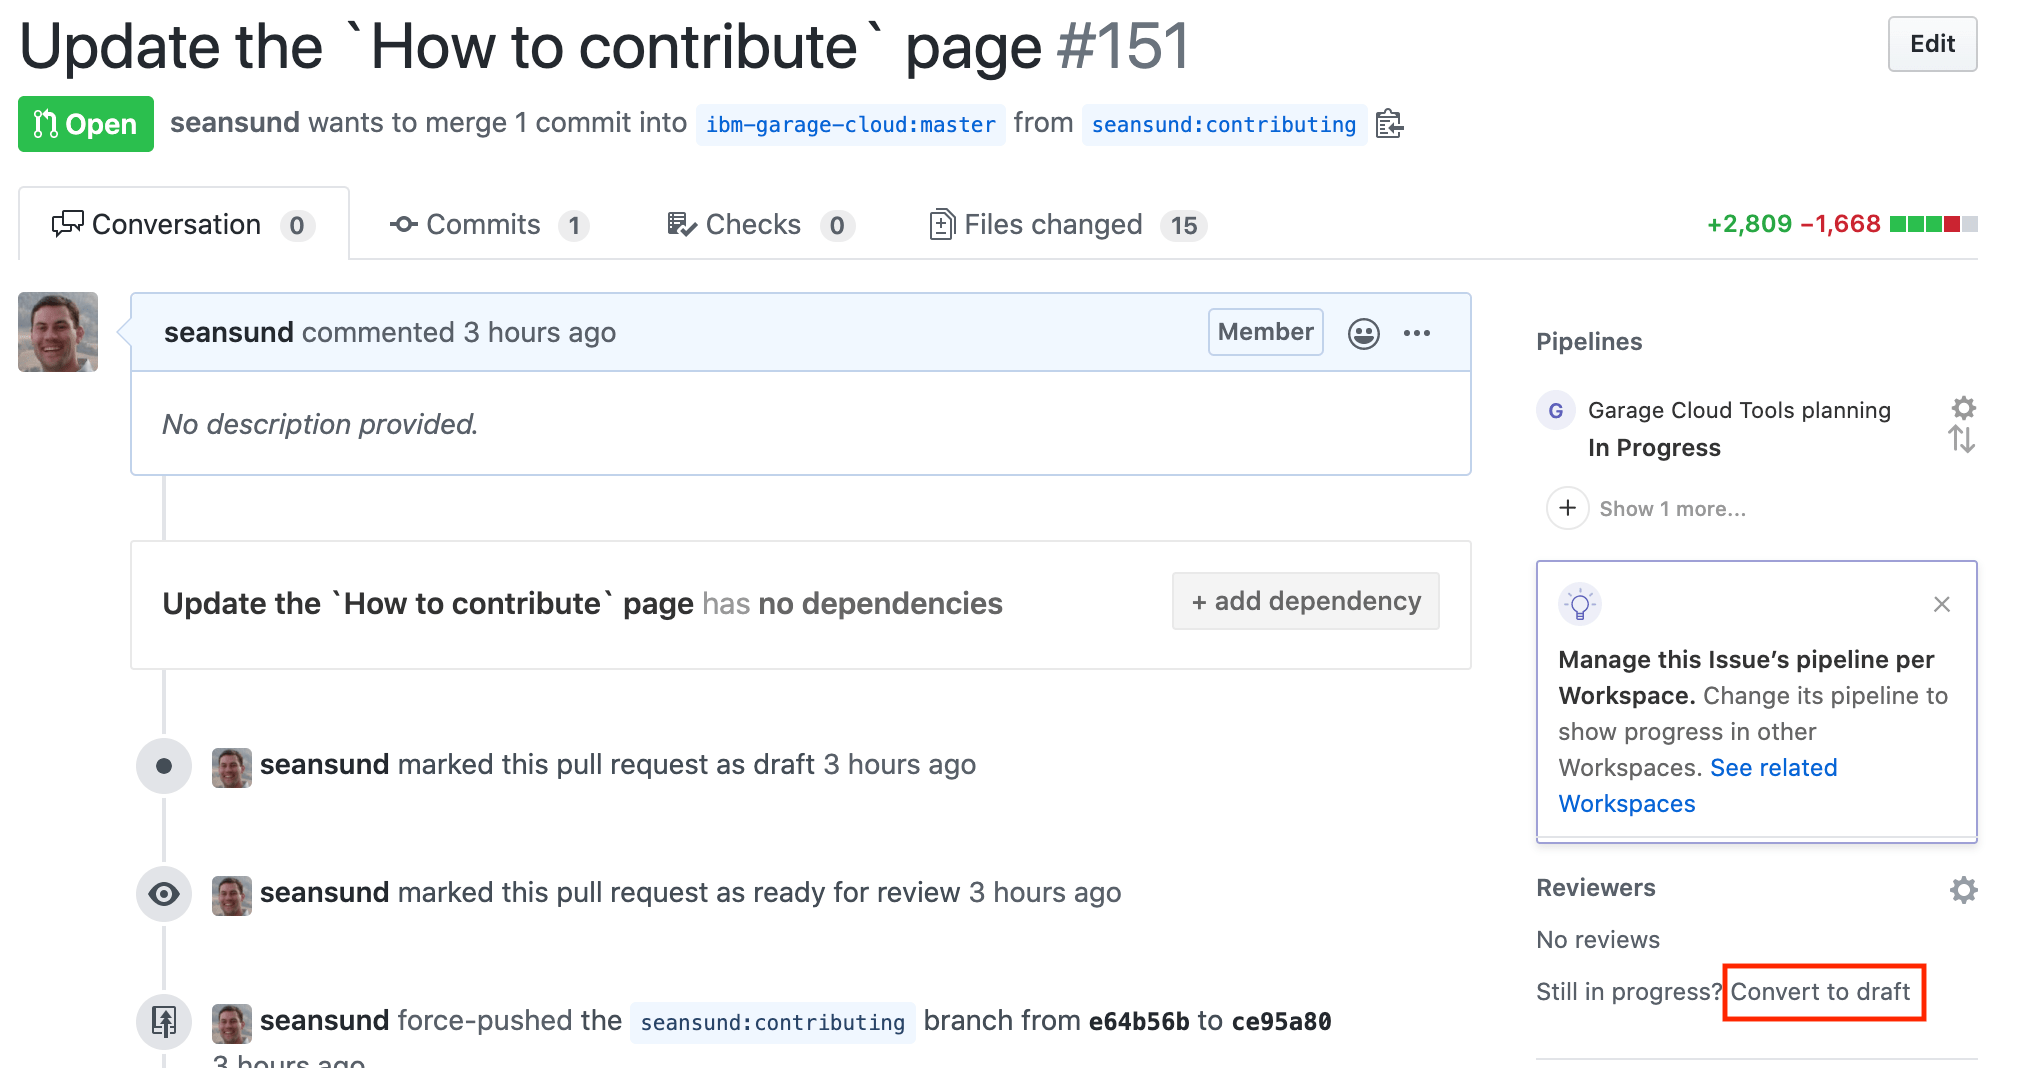 Update the `How to contribute` page #151
Edit
Open
seansund wants to merge 1 commit into ibm-garage-cloud:master from seansund:contributing
Conversation 0
Commits 1
Checks 0
Files changed 15
+2,809 −1,668
seansund commented 3 hours ago
Member
No description provided.
Update the `How to contribute` page has no dependencies
+ add dependency
seansund marked this pull request as draft 3 hours ago
seansund marked this pull request as ready for review 3 hours ago
seansund force-pushed the seansund:contributing branch from e64b56b to ce95a80
3 hours ago
Pipelines
G Garage Cloud Tools planning
In Progress
+ Show 1 more...
Manage this Issue’s pipeline per
Workspace. Change its pipeline to
show progress in other
Workspaces. See related
Workspaces
Reviewers
No reviews
Still in progress? Convert to draft